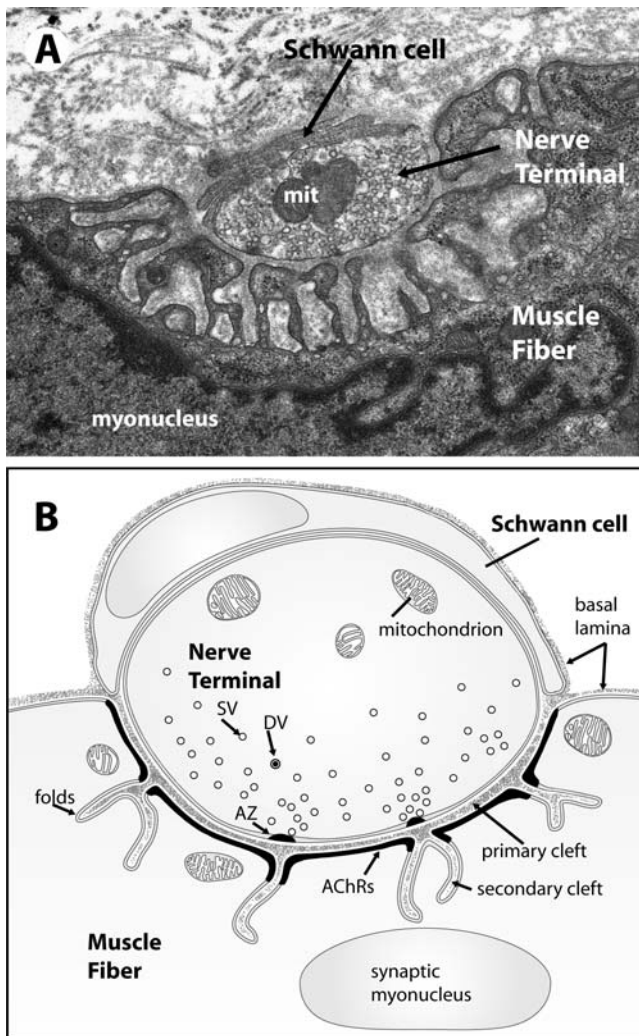 A
Schwann cell
Nerve
Terminal
mit
Muscle
Fiber
myonucleus
B
Schwann cell
basal
lamina
mitochondrion
Nerve
Terminal
SV
DV
folds
AZ
primary cleft
AChRs
secondary cleft
Muscle
Fiber
synaptic
myonucleus